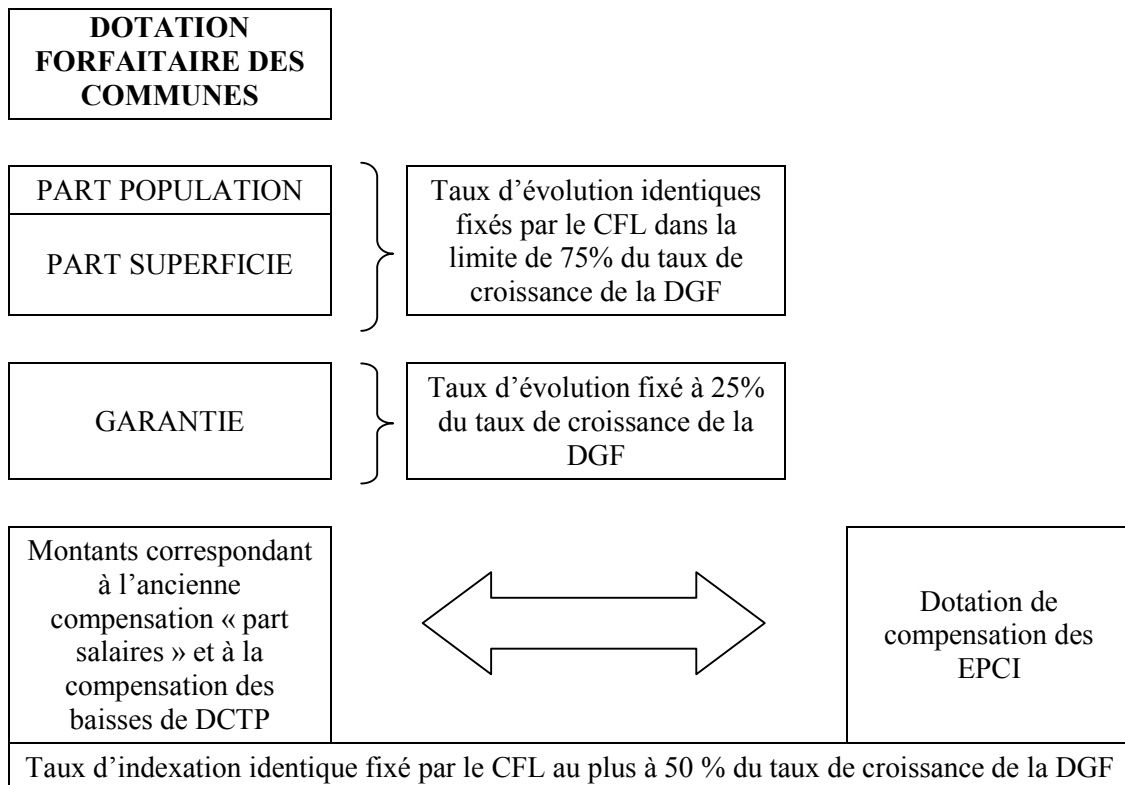 DOTATION
FORFAITAIRE DES
COMMUNES
PART POPULATION
PART SUPERFICIE
Taux d’évolution identiques
fixés par le CFL dans la
limite de 75% du taux de
croissance de la DGF
GARANTIE
Taux d’évolution fixé à 25%
du taux de croissance de la
DGF
Montants correspondant
à l’ancienne
compensation « part
salaires » et à la
compensation des
baisses de DCTP
Dotation de
compensation des
EPCI
Taux d’indexation identique fixé par le CFL au plus à 50 % du taux de croissance de la DGF